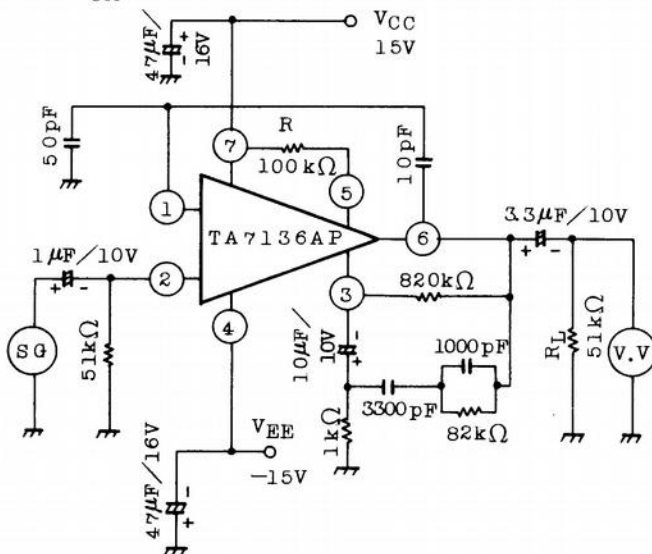 47μF/16V
+
-
VCC
15V
50pF
R
100kΩ
10pF
7
5
1
TA7136AP
6
3.3μF/10V
+ -
1μF/10V
+ -
2
3
820kΩ
4
SG
51kΩ
10μF/10V
-
+
1000pF
3300pF
82kΩ
1kΩ
RL
51kΩ
V.V
VEE
-15V
47μF/16V
-
+